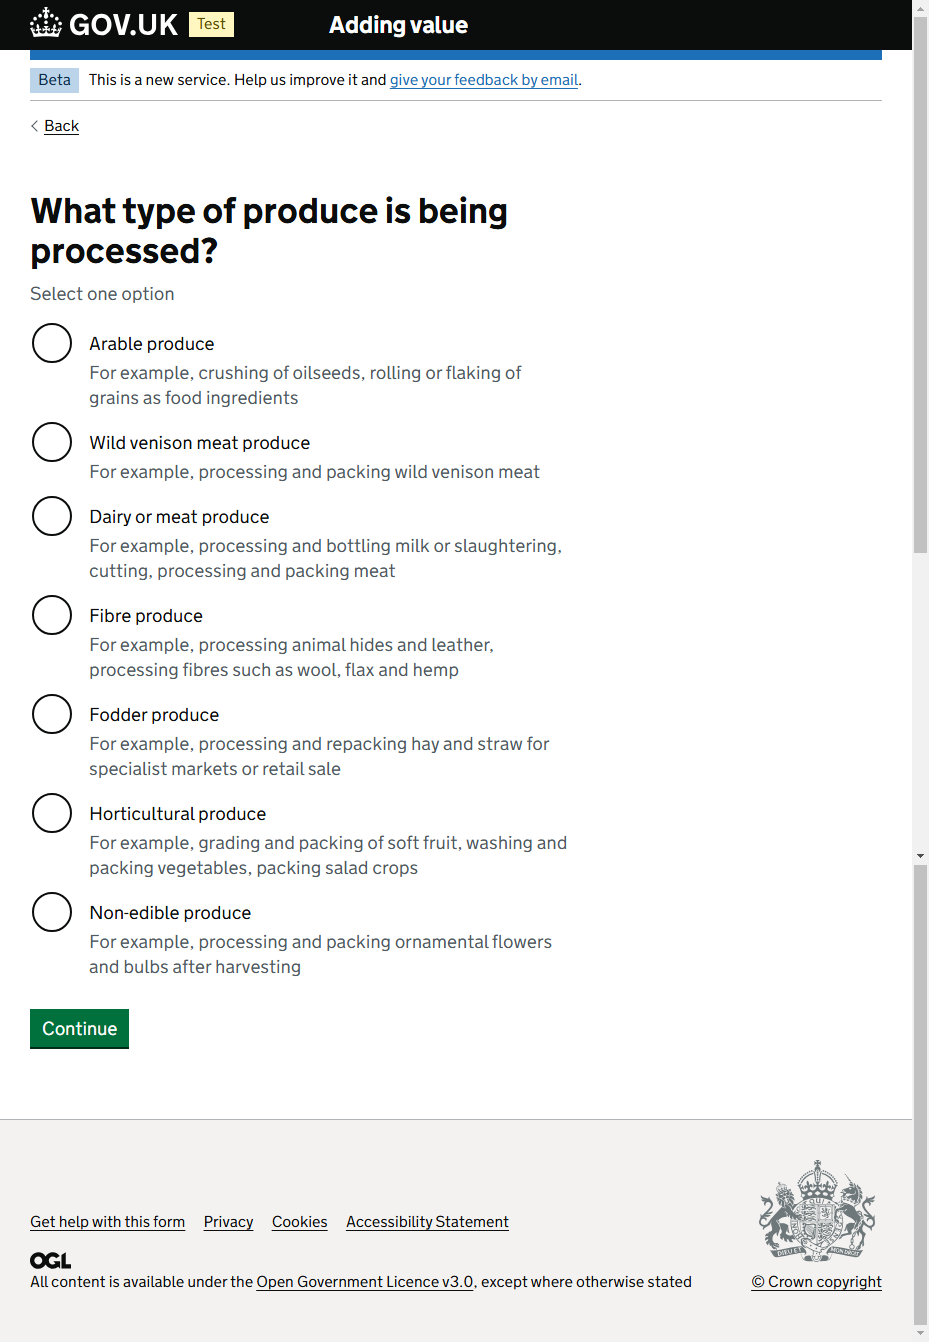 GOV.UK Test Adding value
Beta This is a new service. Help us improve it and give your feedback by email.
Back
What type of produce is being
processed?
Select one option
Arable produce
For example, crushing of oilseeds, rolling or flaking of
grains as food ingredients
Wild venison meat produce
For example, processing and packing wild venison meat
Dairy or meat produce
For example, processing and bottling milk or slaughtering,
cutting, processing and packing meat
Fibre produce
For example, processing animal hides and leather,
processing fibres such as wool, flax and hemp
Fodder produce
For example, processing and repacking hay and straw for
specialist markets or retail sale
Horticultural produce
For example, grading and packing of soft fruit, washing and
packing vegetables, packing salad crops
Non-edible produce
For example, processing and packing ornamental flowers
and bulbs after harvesting
Continue
Get help with this form Privacy Cookies Accessibility Statement
OGL
All content is available under the Open Government Licence v3.0, except where otherwise stated
© Crown copyright